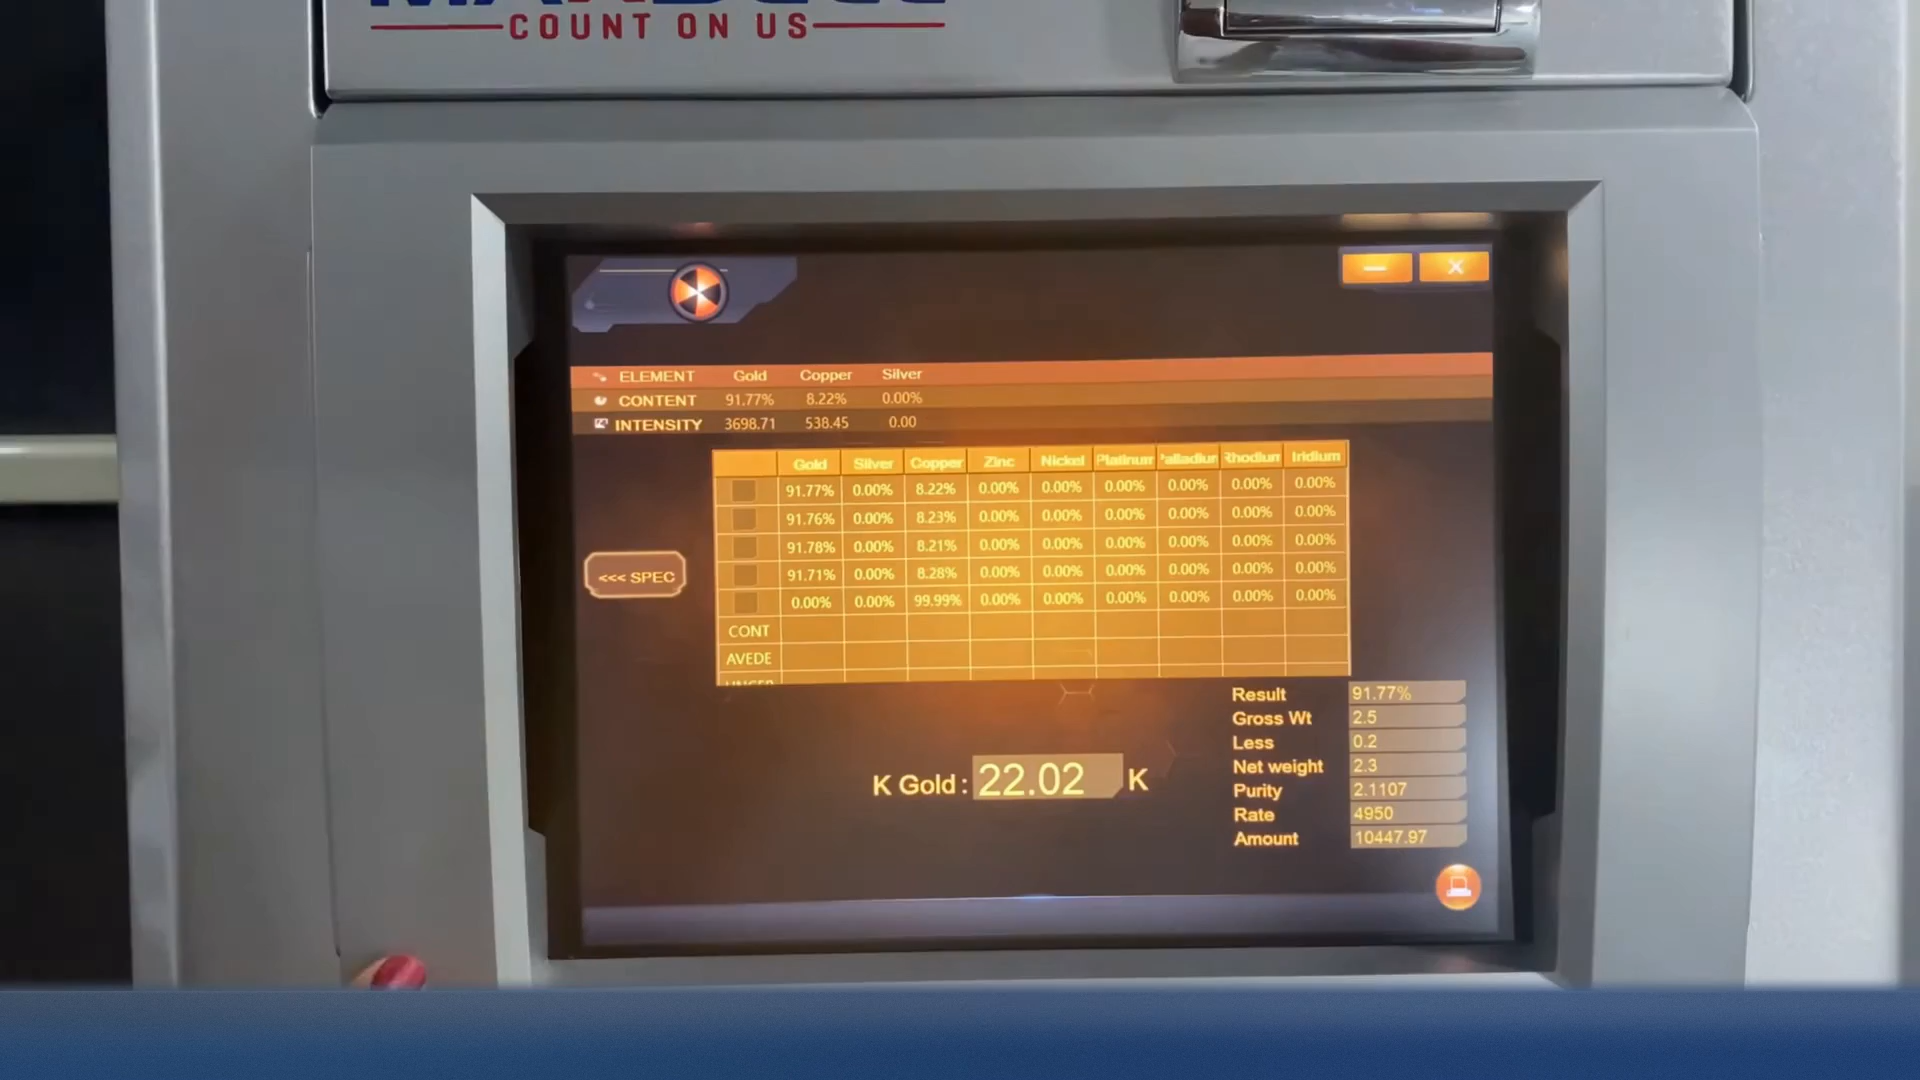 COUNT ON US
ELEMENT Gold Copper Silver
CONTENT 91.77% 8.22% 0.00%
INTENSITY 3698.71 538.45 0.00
Gold Silver Copper Zinc Nickel Platinum Palladium Rhodium Iridium
91.77% 0.00% 8.22% 0.00% 0.00% 0.00% 0.00% 0.00% 0.00%
91.76% 0.00% 8.23% 0.00% 0.00% 0.00% 0.00% 0.00% 0.00%
91.78% 0.00% 8.21% 0.00% 0.00% 0.00% 0.00% 0.00% 0.00%
91.71% 0.00% 8.28% 0.00% 0.00% 0.00% 0.00% 0.00% 0.00%
0.00% 0.00% 99.99% 0.00% 0.00% 0.00% 0.00% 0.00% 0.00%
CONT
AVEDE
<<< SPEC
Result 91.77%
Gross Wt 2.5
Less 0.2
Net weight 2.3
Purity 2.1107
Rate 4950
Amount 10447.97
K Gold : 22.02 K